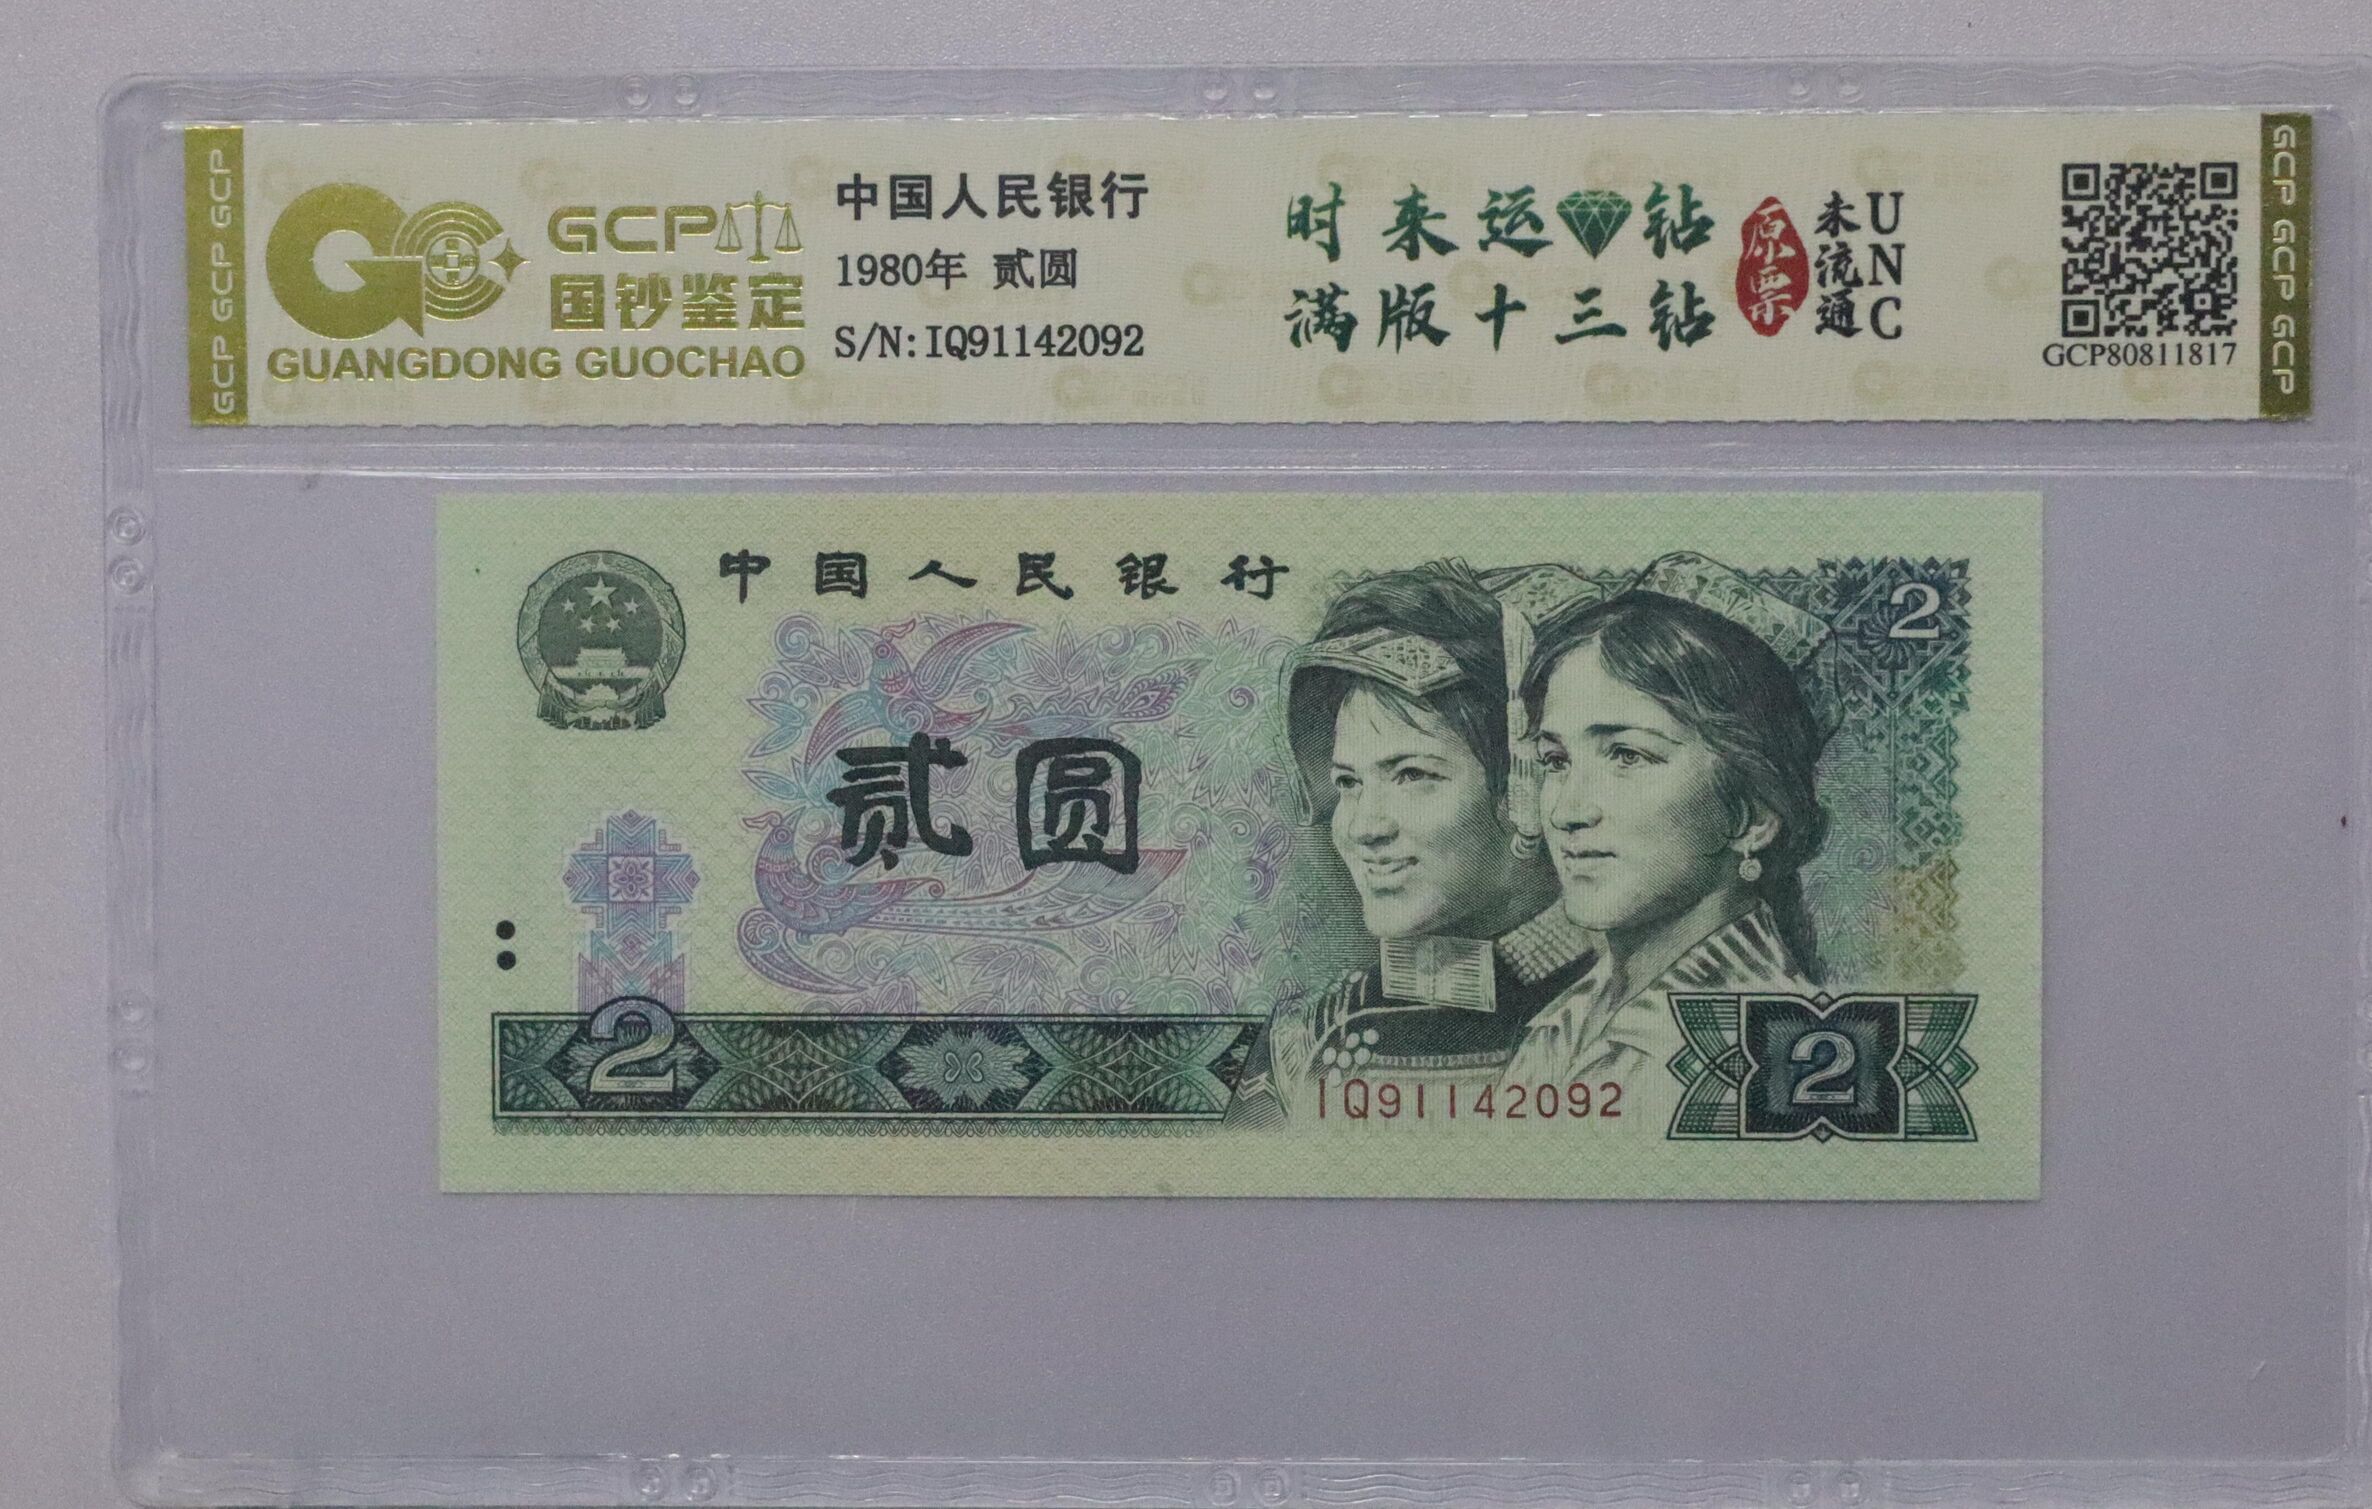 GCP GCP GCP
GCP
国钞鉴定
GUANGDONG GUOCHAO
中国人民银行
1980年 贰圆
S/N:IQ91142092
时来运钻
满版十三钻
原票
未流通
UNC
GCP80811817
GCP GCP GCP
中国人民银行
2
贰圆
2
IQ91142092
2